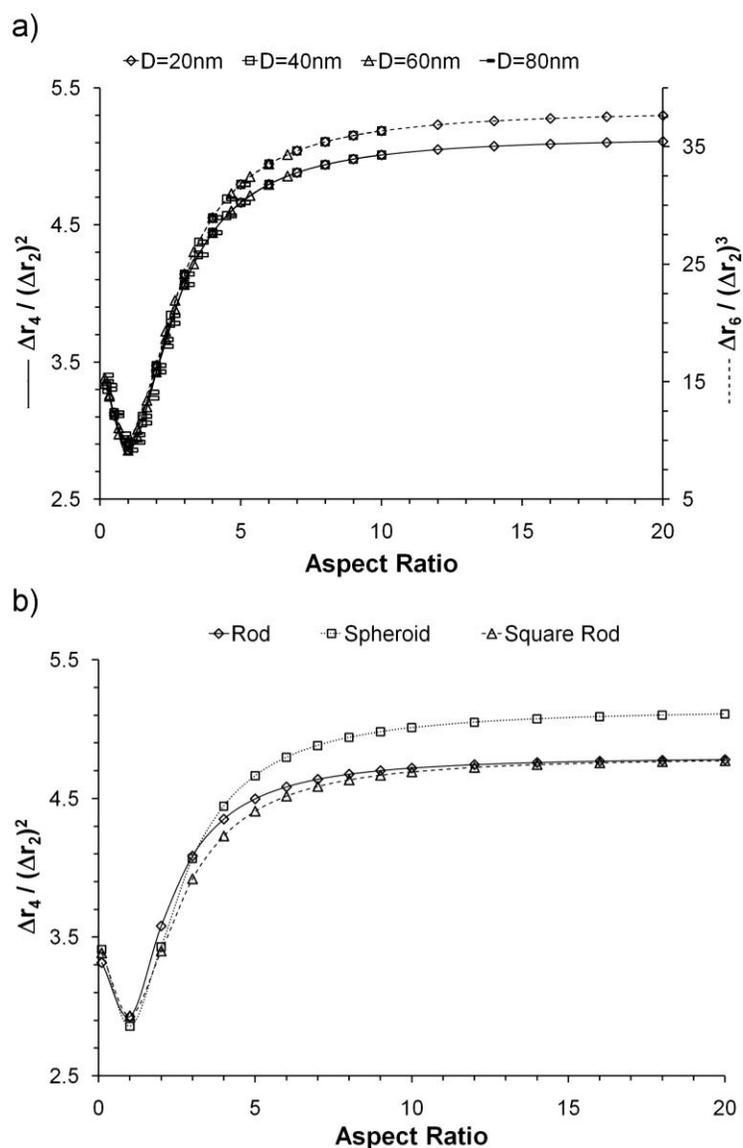 a)
D=20nm D=40nm D=60nm D=80nm
5.5
4.5
3.5
2.5
35
25
15
5
Δr₄ / (Δr₂)²
Δr₆ / (Δr₂)³
0 5 10 15 20
Aspect Ratio
b)
Rod Spheroid Square Rod
5.5
4.5
3.5
2.5
Δr₄ / (Δr₂)²
0 5 10 15 20
Aspect Ratio